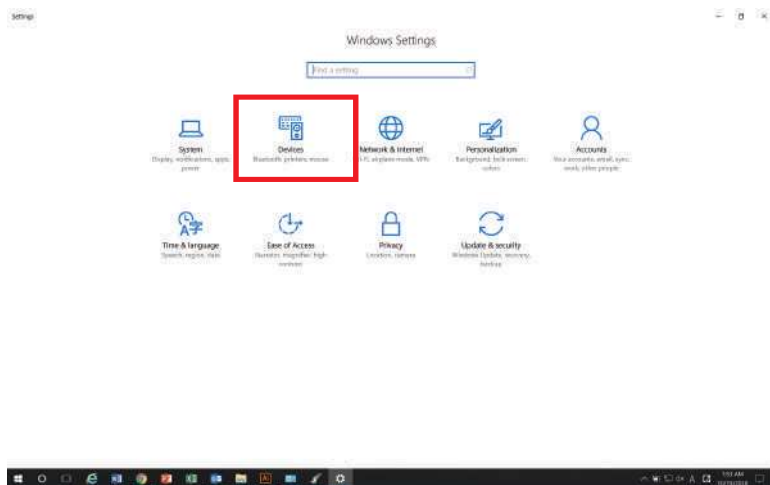 Settings
Windows Settings
Find a setting
System
Display, notifications, apps,
power
Devices
Bluetooth, printers, mouse
Network & Internet
Wi-Fi, airplane mode, VPN
Personalization
Background, lock screen,
colors
Accounts
Your accounts, email, sync,
work, other people
Time & language
Speech, region, date
Ease of Access
Narrator, magnifier, high
contrast
Privacy
Location, camera
Update & security
Windows Update, recovery,
backup